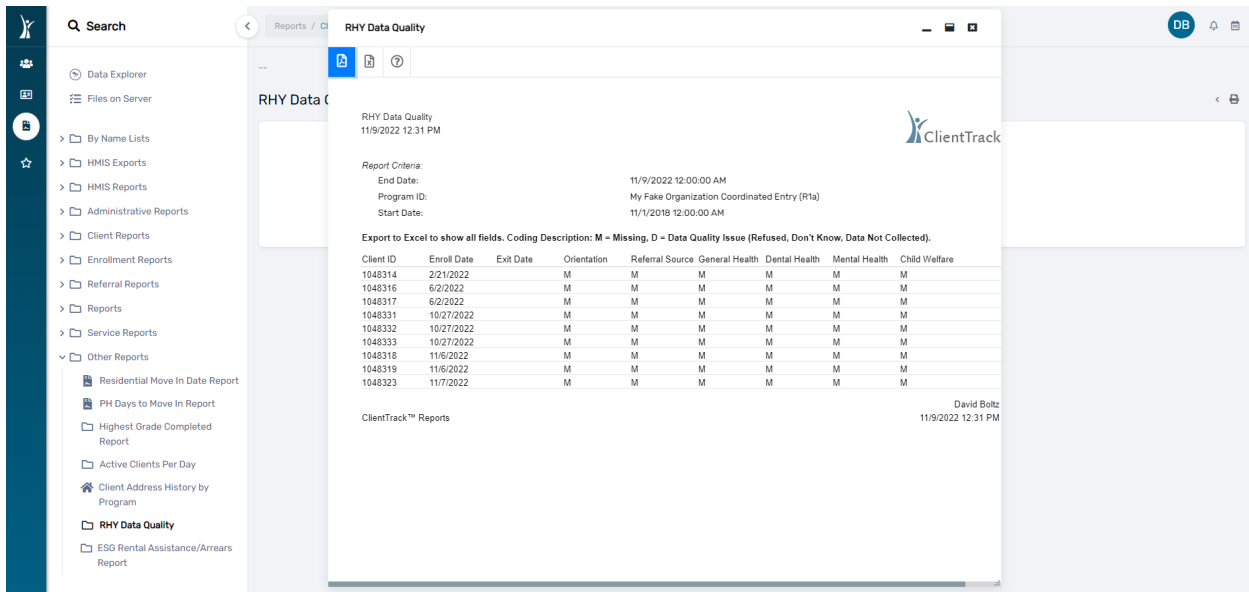 Search
Reports / Cl
RHY Data Quality
DB
Data Explorer
Files on Server
By Name Lists
HMIS Exports
HMIS Reports
Administrative Reports
Client Reports
Enrollment Reports
Referral Reports
Reports
Service Reports
Other Reports
Residential Move In Date Report
PH Days to Move In Report
Highest Grade Completed
Report
Active Clients Per Day
Client Address History by
Program
RHY Data Quality
ESG Rental Assistance/Arrears
Report
--
RHY Data Q
RHY Data Quality
11/9/2022 12:31 PM
ClientTrack
Report Criteria:
End Date: 11/9/2022 12:00:00 AM
Program ID: My Fake Organization Coordinated Entry (R1a)
Start Date: 11/1/2018 12:00:00 AM
Export to Excel to show all fields. Coding Description: M = Missing, D = Data Quality Issue (Refused, Don't Know, Data Not Collected).
Client ID Enroll Date Exit Date Orientation Referral Source General Health Dental Health Mental Health Child Welfare
1048314 2/21/2022 M M M M M M
1048316 6/2/2022 M M M M M M
1048317 6/2/2022 M M M M M M
1048331 10/27/2022 M M M M M M
1048332 10/27/2022 M M M M M M
1048333 10/27/2022 M M M M M M
1048318 11/6/2022 M M M M M M
1048319 11/6/2022 M M M M M M
1048323 11/7/2022 M M M M M M
David Boltz
ClientTrack™ Reports 11/9/2022 12:31 PM